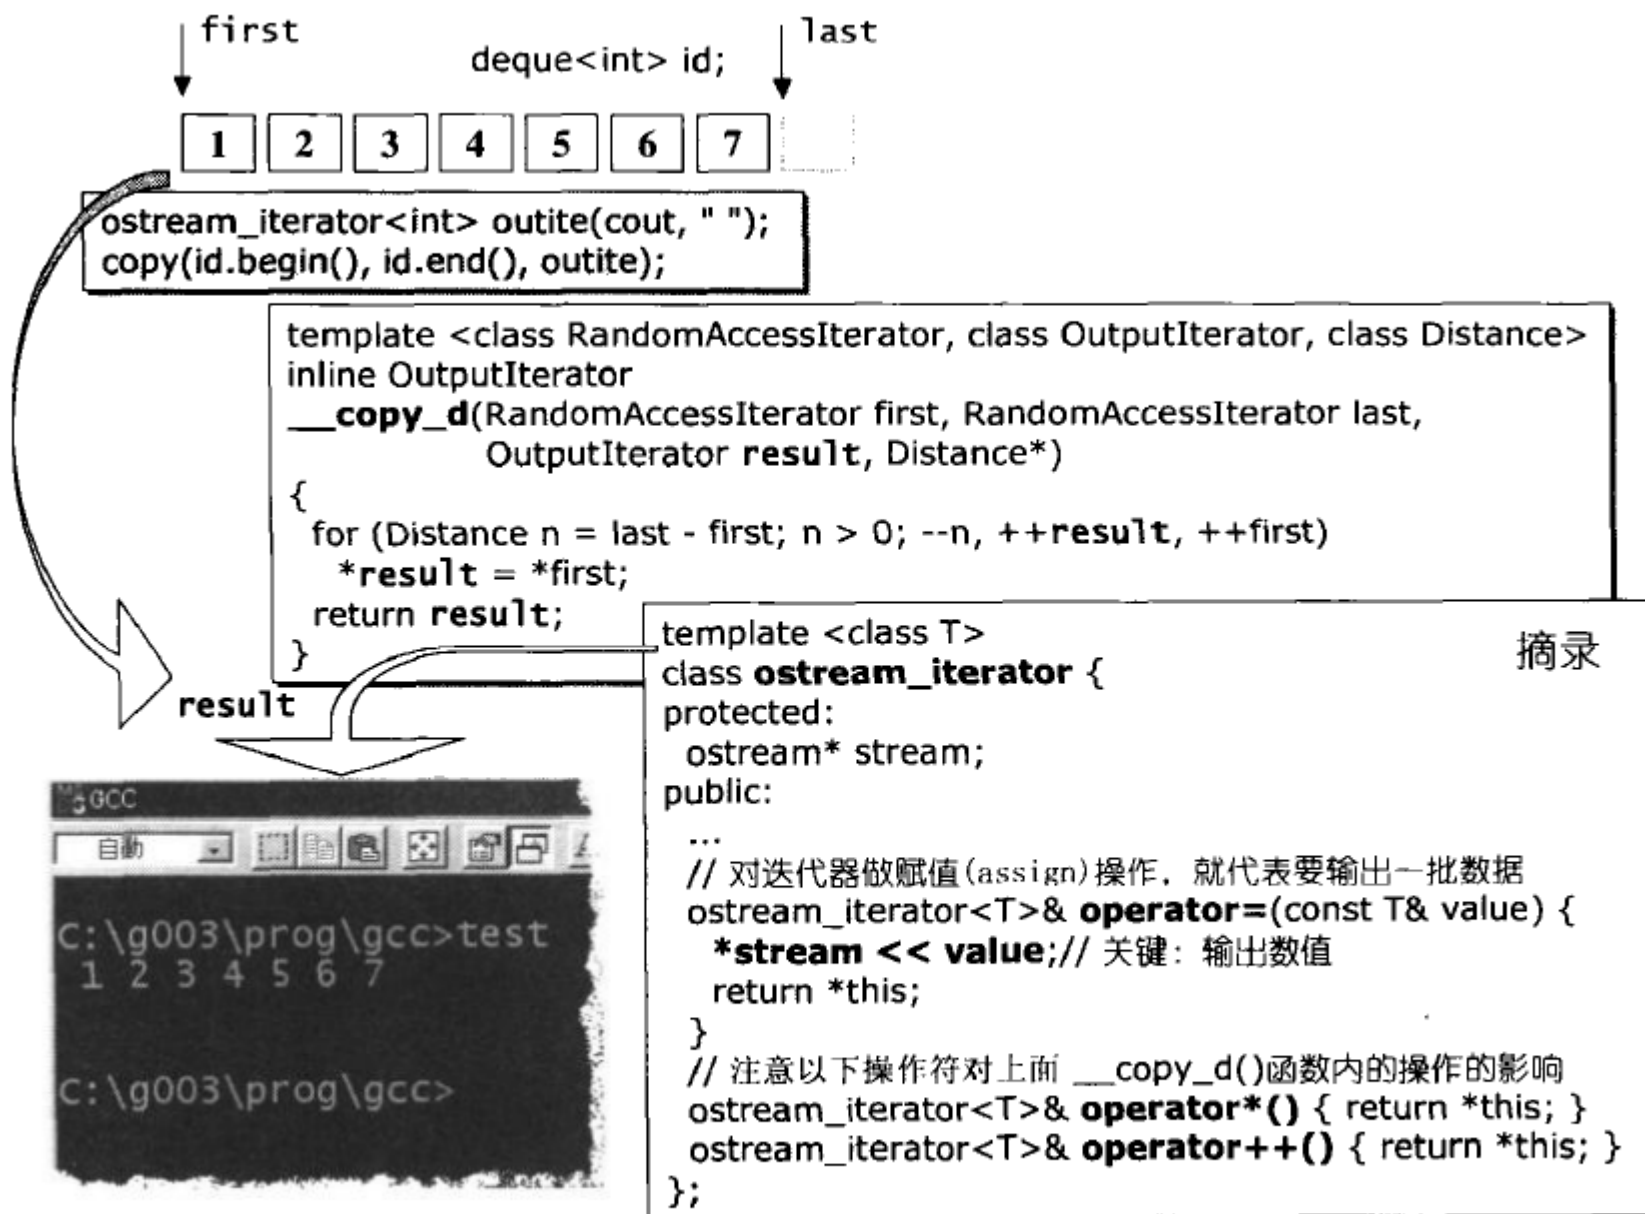 first
last
deque<int> id;
1 2 3 4 5 6 7
ostream_iterator<int> outite(cout, " ");
copy(id.begin(), id.end(), outite);
template <class RandomAccessIterator, class OutputIterator, class Distance>
inline OutputIterator
__copy_d(RandomAccessIterator first, RandomAccessIterator last,
OutputIterator result, Distance*)
{
for (Distance n = last - first; n > 0; --n, ++result, ++first)
*result = *first;
return result;
}
result
template <class T>
摘录
class ostream_iterator {
protected:
ostream* stream;
public:
...
// 对迭代器做赋值(assign)操作，就代表要输出一批数据
ostream_iterator<T>& operator=(const T& value) {
*stream << value;// 关键：输出数值
return *this;
}
// 注意以下操作符对上面 __copy_d()函数内的操作的影响
ostream_iterator<T>& operator*() { return *this; }
ostream_iterator<T>& operator++() { return *this; }
};
GCC
自動
C:\g003\prog\gcc>test
1 2 3 4 5 6 7
C:\g003\prog\gcc>